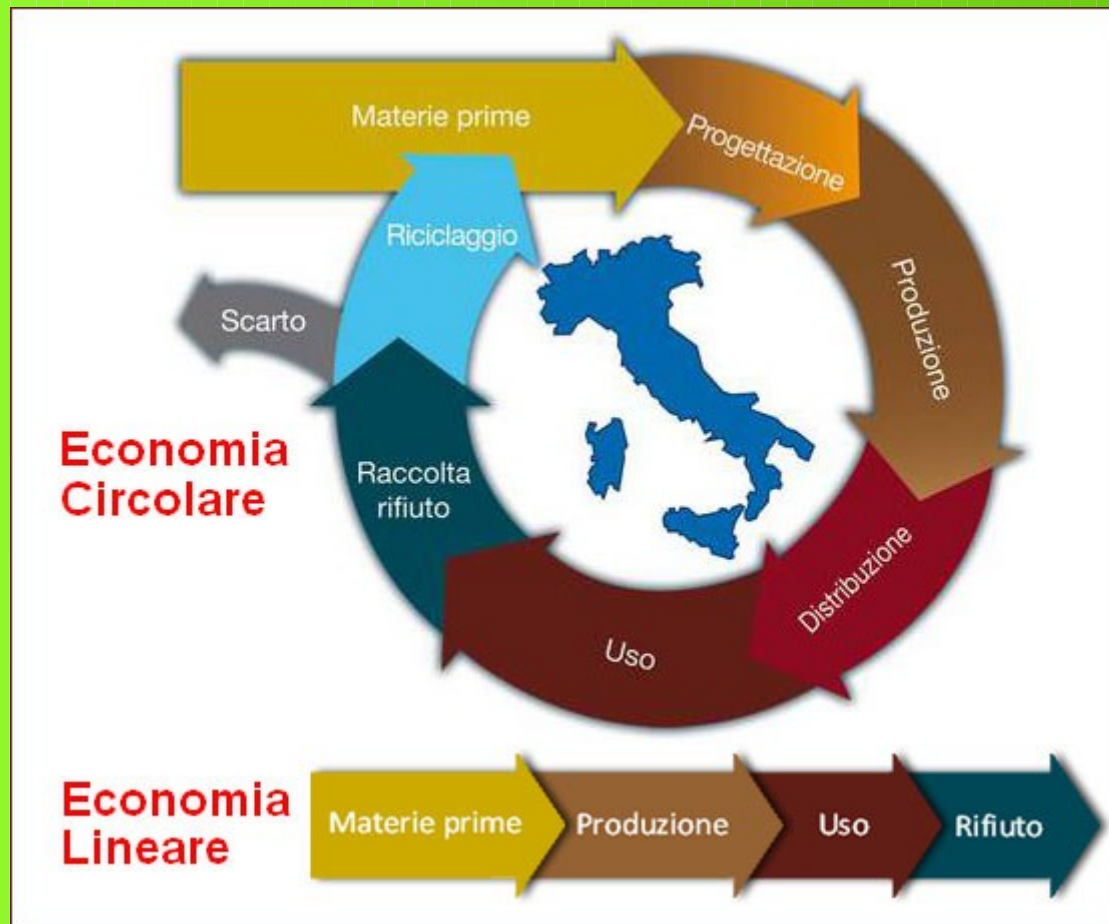 Materie prime
Progettazione
Produzione
Distribuzione
Uso
Raccolta
rifiuto
Riciclaggio
Scarto
Economia
Circolare
Economia
Lineare
Materie prime
Produzione
Uso
Rifiuto